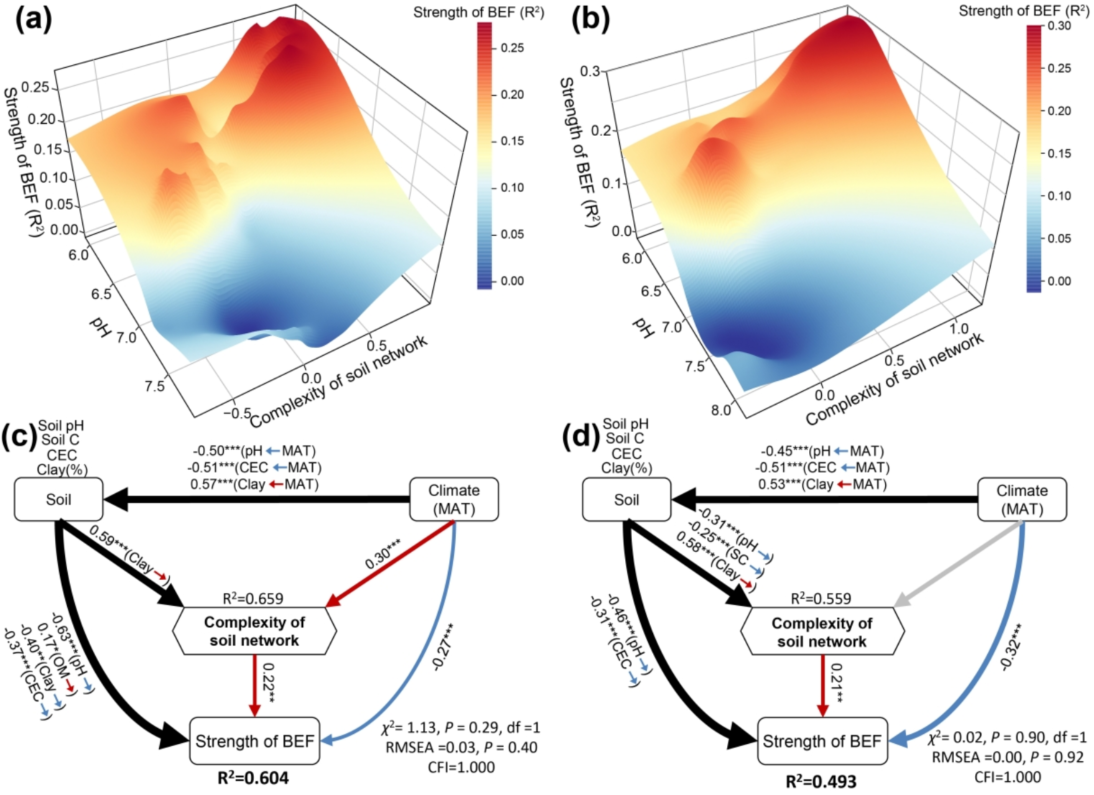 (a)
Strength of BEF (R²)
0.25
0.20
0.15
0.10
0.05
0.00
Strength of BEF (R²)
0.25
0.20
0.15
0.10
0.05
0.00
6.0
6.5
7.0
7.5
pH
−0.5
0.0
0.5
Complexity of soil network
(b)
Strength of BEF (R²)
0.30
0.25
0.20
0.15
0.10
0.05
0.00
Strength of BEF (R²)
0.3
0.2
0.1
0.0
6.0
6.5
7.0
7.5
8.0
pH
0.0
0.5
1.0
Complexity of soil network
(c)
Soil pH
Soil C
CEC
Clay(%)
Soil
-0.50***(pH ←MAT)
-0.51***(CEC ←MAT)
0.57***(Clay ←MAT)
Climate
(MAT)
0.59***(Clay→)
0.30***
R²=0.659
Complexity of
soil network
-0.63***(pH→)
0.17*(OM→)
-0.40**(Clay→)
-0.37***(CEC→)
0.22**
-0.27***
Strength of BEF
R²=0.604
χ²= 1.13, P = 0.29, df =1
RMSEA =0.03, P = 0.40
CFI=1.000
(d)
Soil pH
Soil C
CEC
Clay(%)
Soil
-0.45***(pH ←MAT)
-0.51***(CEC ←MAT)
0.53***(Clay ←MAT)
Climate
(MAT)
-0.31***(pH→)
-0.25***(SC→)
0.58***(Clay→)
R²=0.559
Complexity of
soil network
-0.46***(pH→)
-0.31***(CEC→)
0.21**
-0.32***
Strength of BEF
R²=0.493
χ²= 0.02, P = 0.90, df =1
RMSEA =0.00, P = 0.92
CFI=1.000